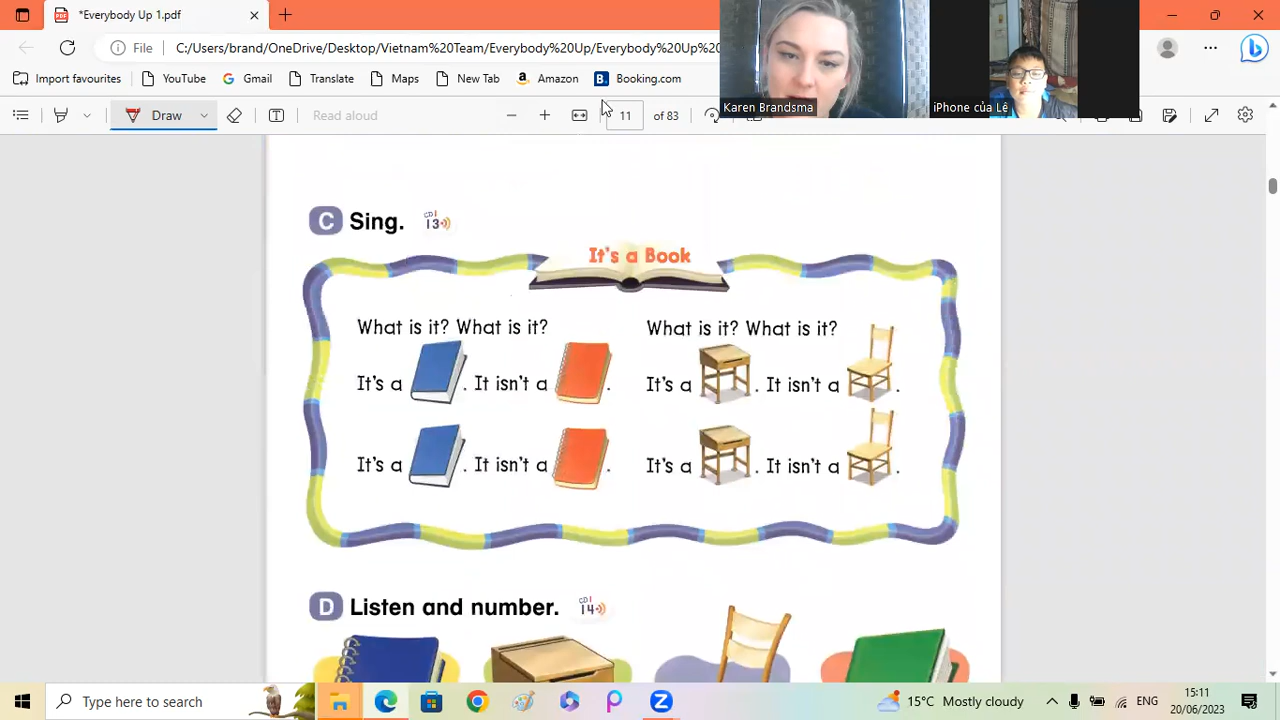 *Everybody Up 1.pdf
File
C:/Users/brand/OneDrive/Desktop/Vietnam%20Team/Everybody%20Up/Everybody%20Up%
Import favourites
YouTube
Gmail
Translate
Maps
New Tab
Amazon
Booking.com
Karen Brandsma
iPhone của Lê
Draw
Read aloud
11 of 83
C Sing. CD1 13
It's a Book
What is it? What is it?
It's a . It isn't a .
It's a . It isn't a .
What is it? What is it?
It's a . It isn't a .
It's a . It isn't a .
D Listen and number. CD1 14
Type here to search
15°C Mostly cloudy
ENG
15:11
20/06/2023